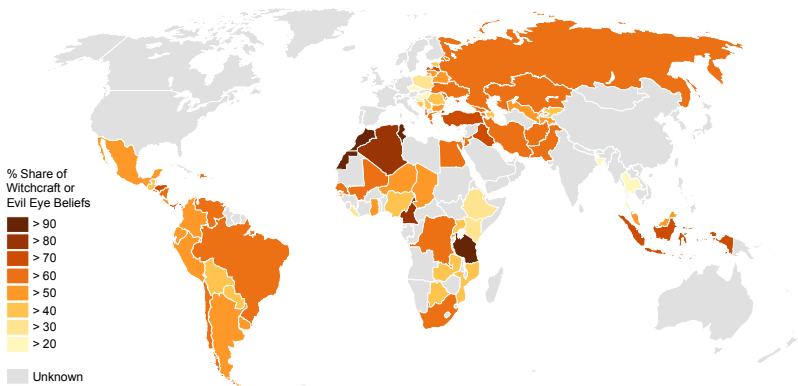 % Share of
Witchcraft or
Evil Eye Beliefs
> 90
> 80
> 70
> 60
> 50
> 40
> 30
> 20
Unknown